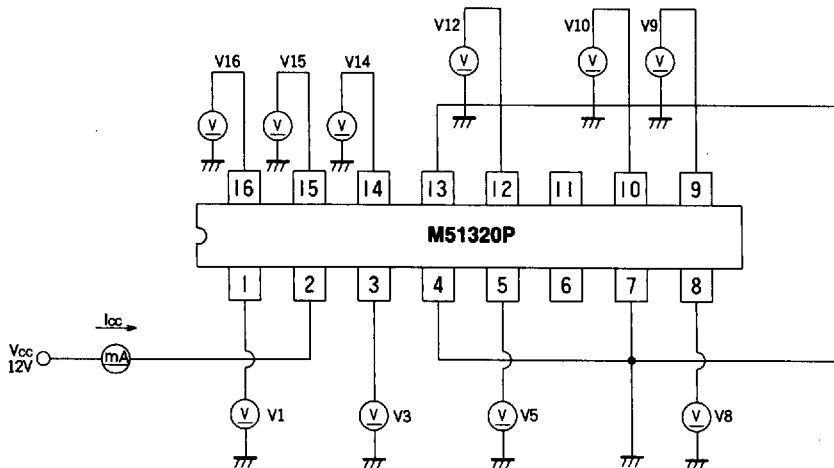 V12 V10 V9
V16 V15 V14
V V V
V V V
16 15 14 13 12 11 10 9
M51320P
1 2 3 4 5 6 7 8
Icc
Vcc
12V
mA
V V1 V V3 V V5 V V8